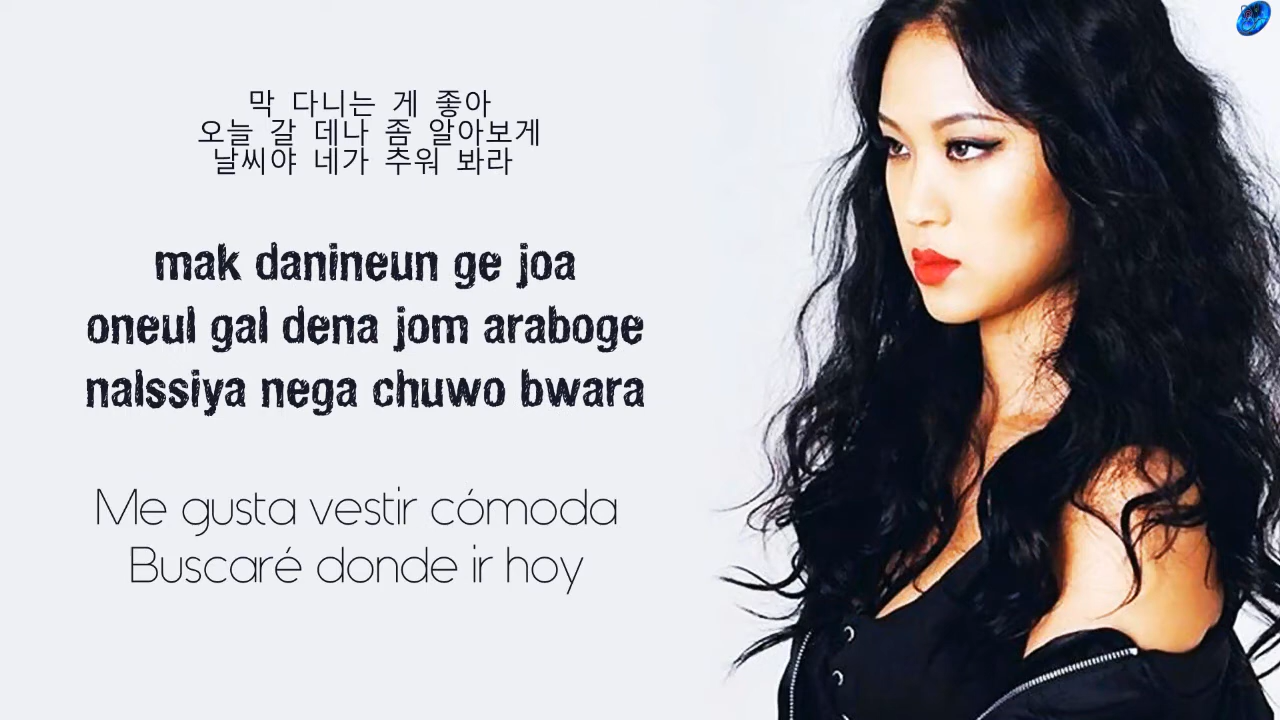 막 다니는 게 좋아
오늘 갈 데나 좀 알아보게
날씨야 네가 추워 봐라
mak danineun ge joa
oneul gal dena jom araboge
nalssiya nega chuwo bwara
Me gusta vestir cómoda
Buscaré donde ir hoy